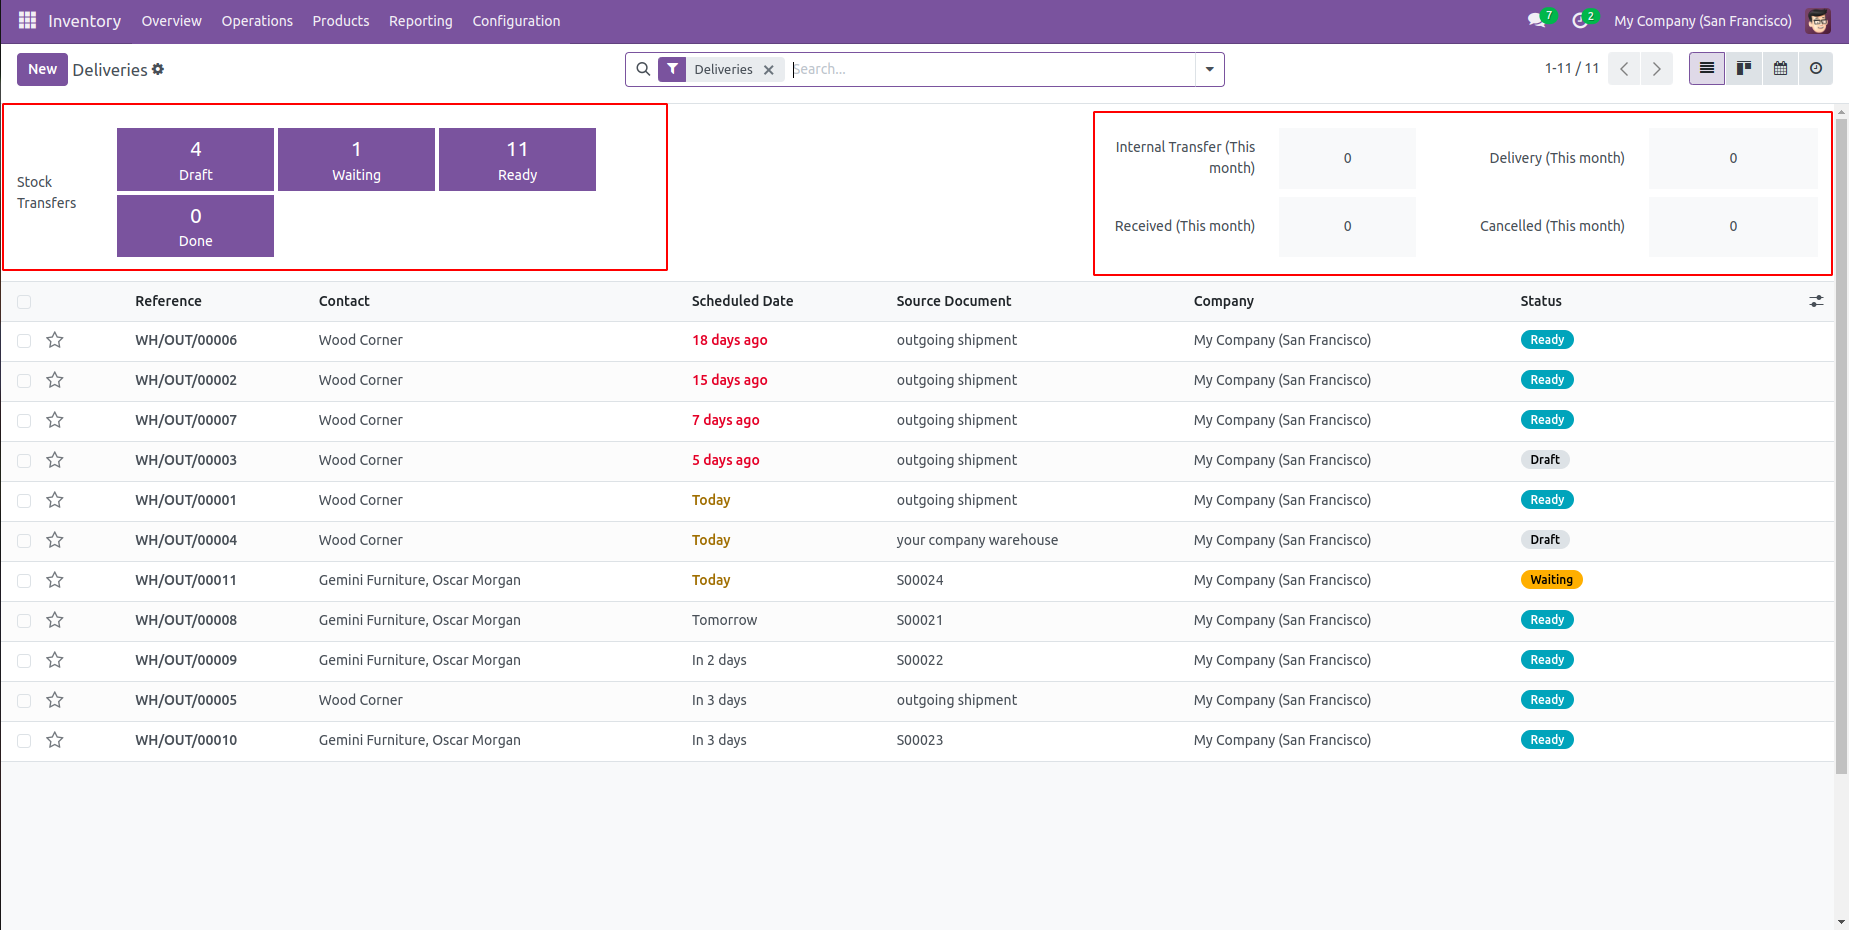 Inventory Overview Operations Products Reporting Configuration 7 2 My Company (San Francisco)
New Deliveries Deliveries Search... 1-11 / 11
Stock
Transfers
4
Draft
1
Waiting
11
Ready
0
Done
Internal Transfer (This
month)
0
Delivery (This month)
0
Received (This month)
0
Cancelled (This month)
0
Reference Contact Scheduled Date Source Document Company Status
WH/OUT/00006 Wood Corner 18 days ago outgoing shipment My Company (San Francisco) Ready
WH/OUT/00002 Wood Corner 15 days ago outgoing shipment My Company (San Francisco) Ready
WH/OUT/00007 Wood Corner 7 days ago outgoing shipment My Company (San Francisco) Ready
WH/OUT/00003 Wood Corner 5 days ago outgoing shipment My Company (San Francisco) Draft
WH/OUT/00001 Wood Corner Today outgoing shipment My Company (San Francisco) Ready
WH/OUT/00004 Wood Corner Today your company warehouse My Company (San Francisco) Draft
WH/OUT/00011 Gemini Furniture, Oscar Morgan Today S00024 My Company (San Francisco) Waiting
WH/OUT/00008 Gemini Furniture, Oscar Morgan Tomorrow S00021 My Company (San Francisco) Ready
WH/OUT/00009 Gemini Furniture, Oscar Morgan In 2 days S00022 My Company (San Francisco) Ready
WH/OUT/00005 Wood Corner In 3 days outgoing shipment My Company (San Francisco) Ready
WH/OUT/00010 Gemini Furniture, Oscar Morgan In 3 days S00023 My Company (San Francisco) Ready